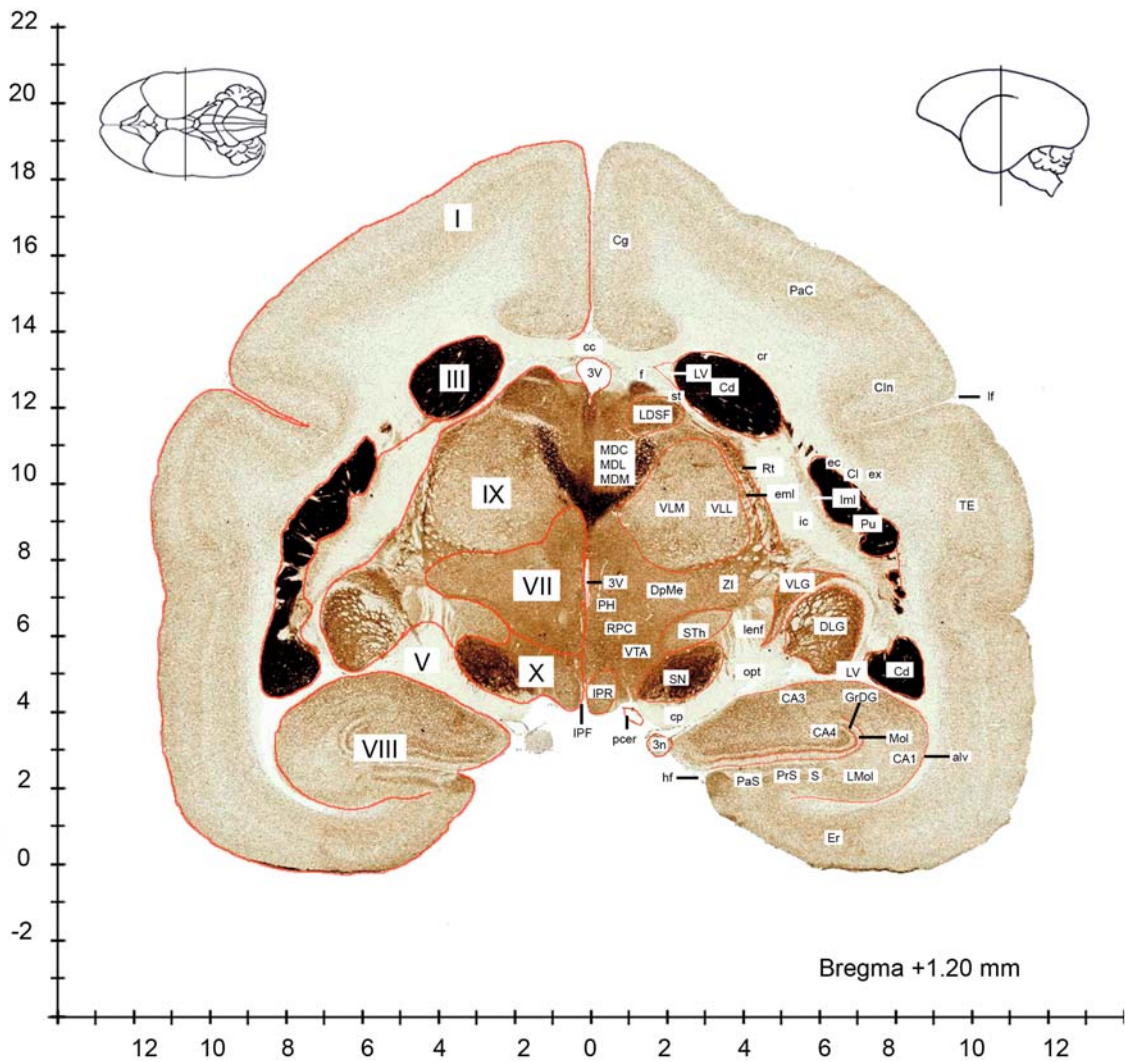 22
20
18
16
14
12
10
8
6
4
2
0
-2
I
Cg
PaC
cc
cr
III
3V
f
LV
Cd
st
ClIn
lf
LDSF
MDC
MDL
MDM
Rt
ec
Cl
ex
IX
eml
lml
TE
VLM
VLL
ic
Pu
VII
3V
DpMe
ZI
VLG
PH
RPC
STh
lenf
DLG
V
X
VTA
SN
opt
LV
Cd
IPR
CA3
GrDG
IPF
pcer
cp
3n
CA4
Mol
VIII
CA1
alv
hf
PaS
PrS
S
LMol
Er
Bregma +1.20 mm
12 10 8 6 4 2 0 2 4 6 8 10 12